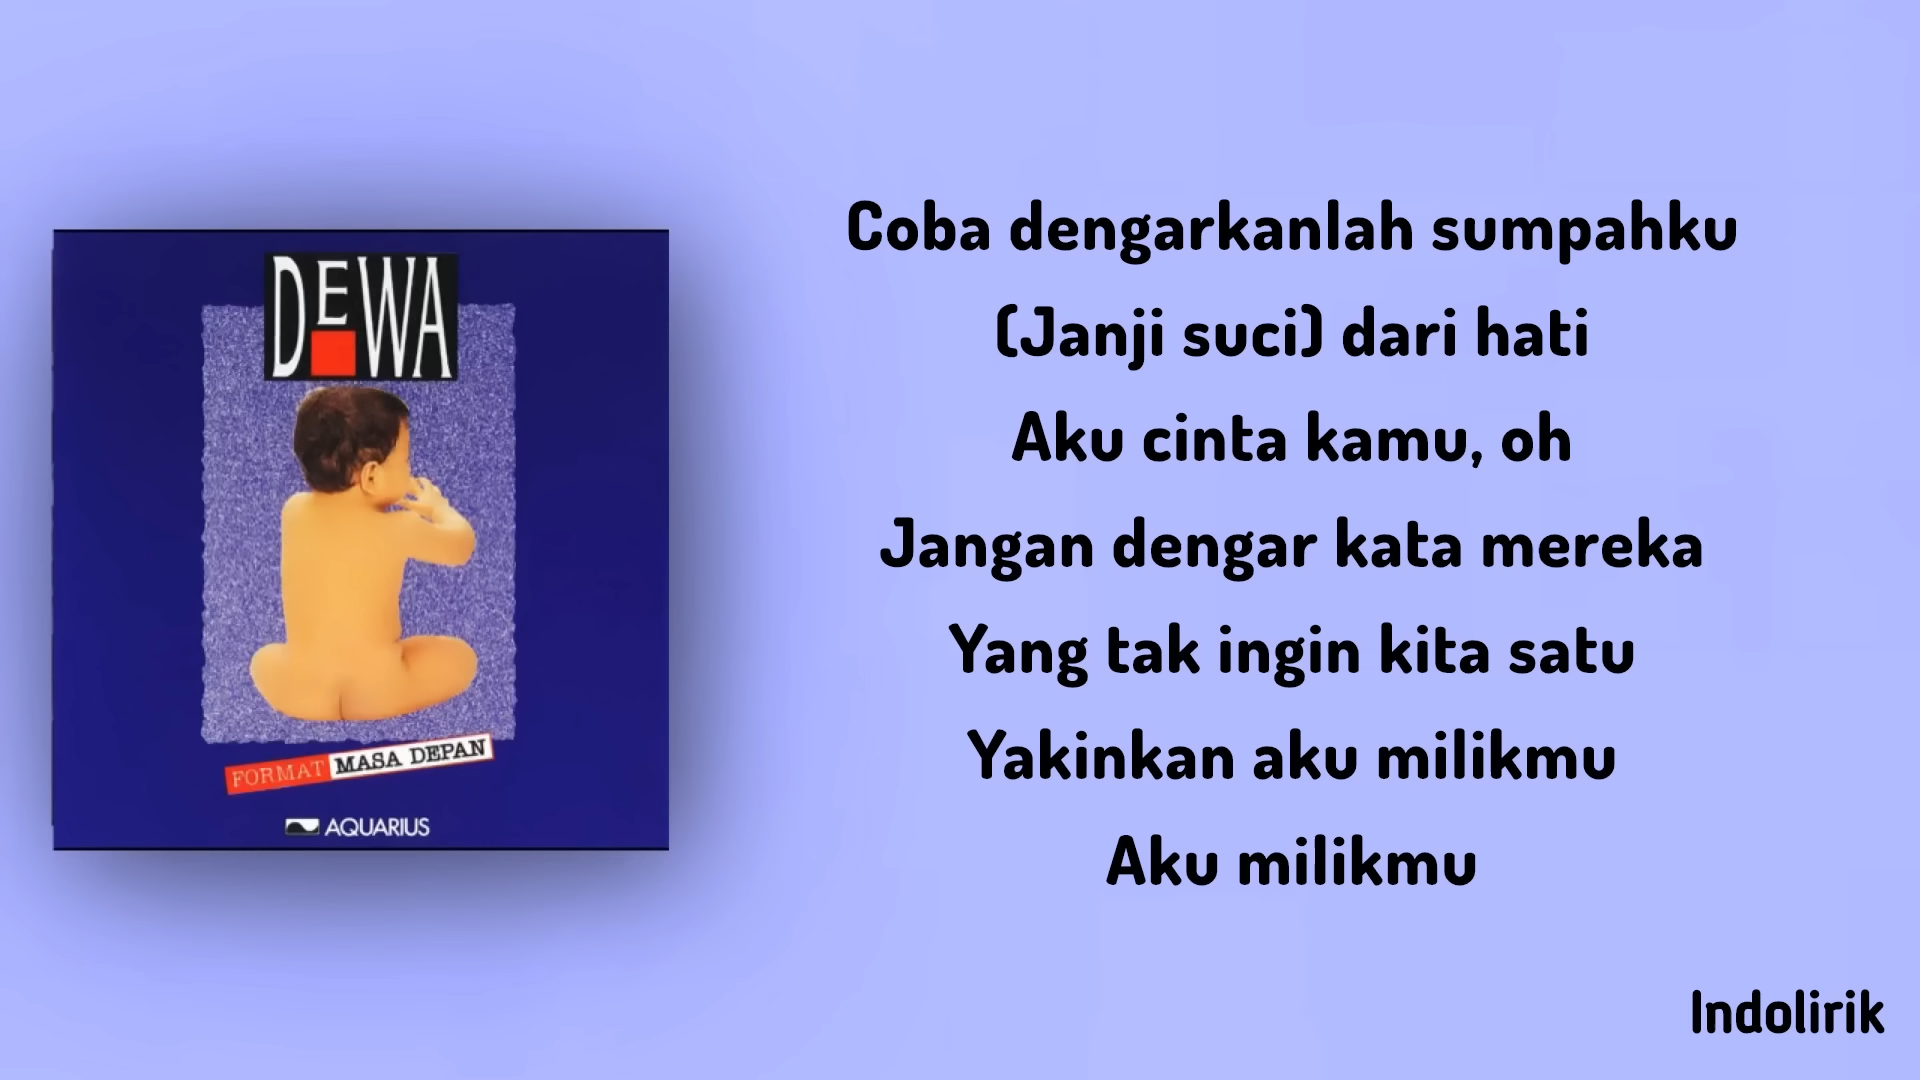 DEWA
FORMAT MASA DEPAN
AQUARIUS
Coba dengarkanlah sumpahku
(Janji suci) dari hati
Aku cinta kamu, oh
Jangan dengar kata mereka
Yang tak ingin kita satu
Yakinkan aku milikmu
Aku milikmu
Indolirik